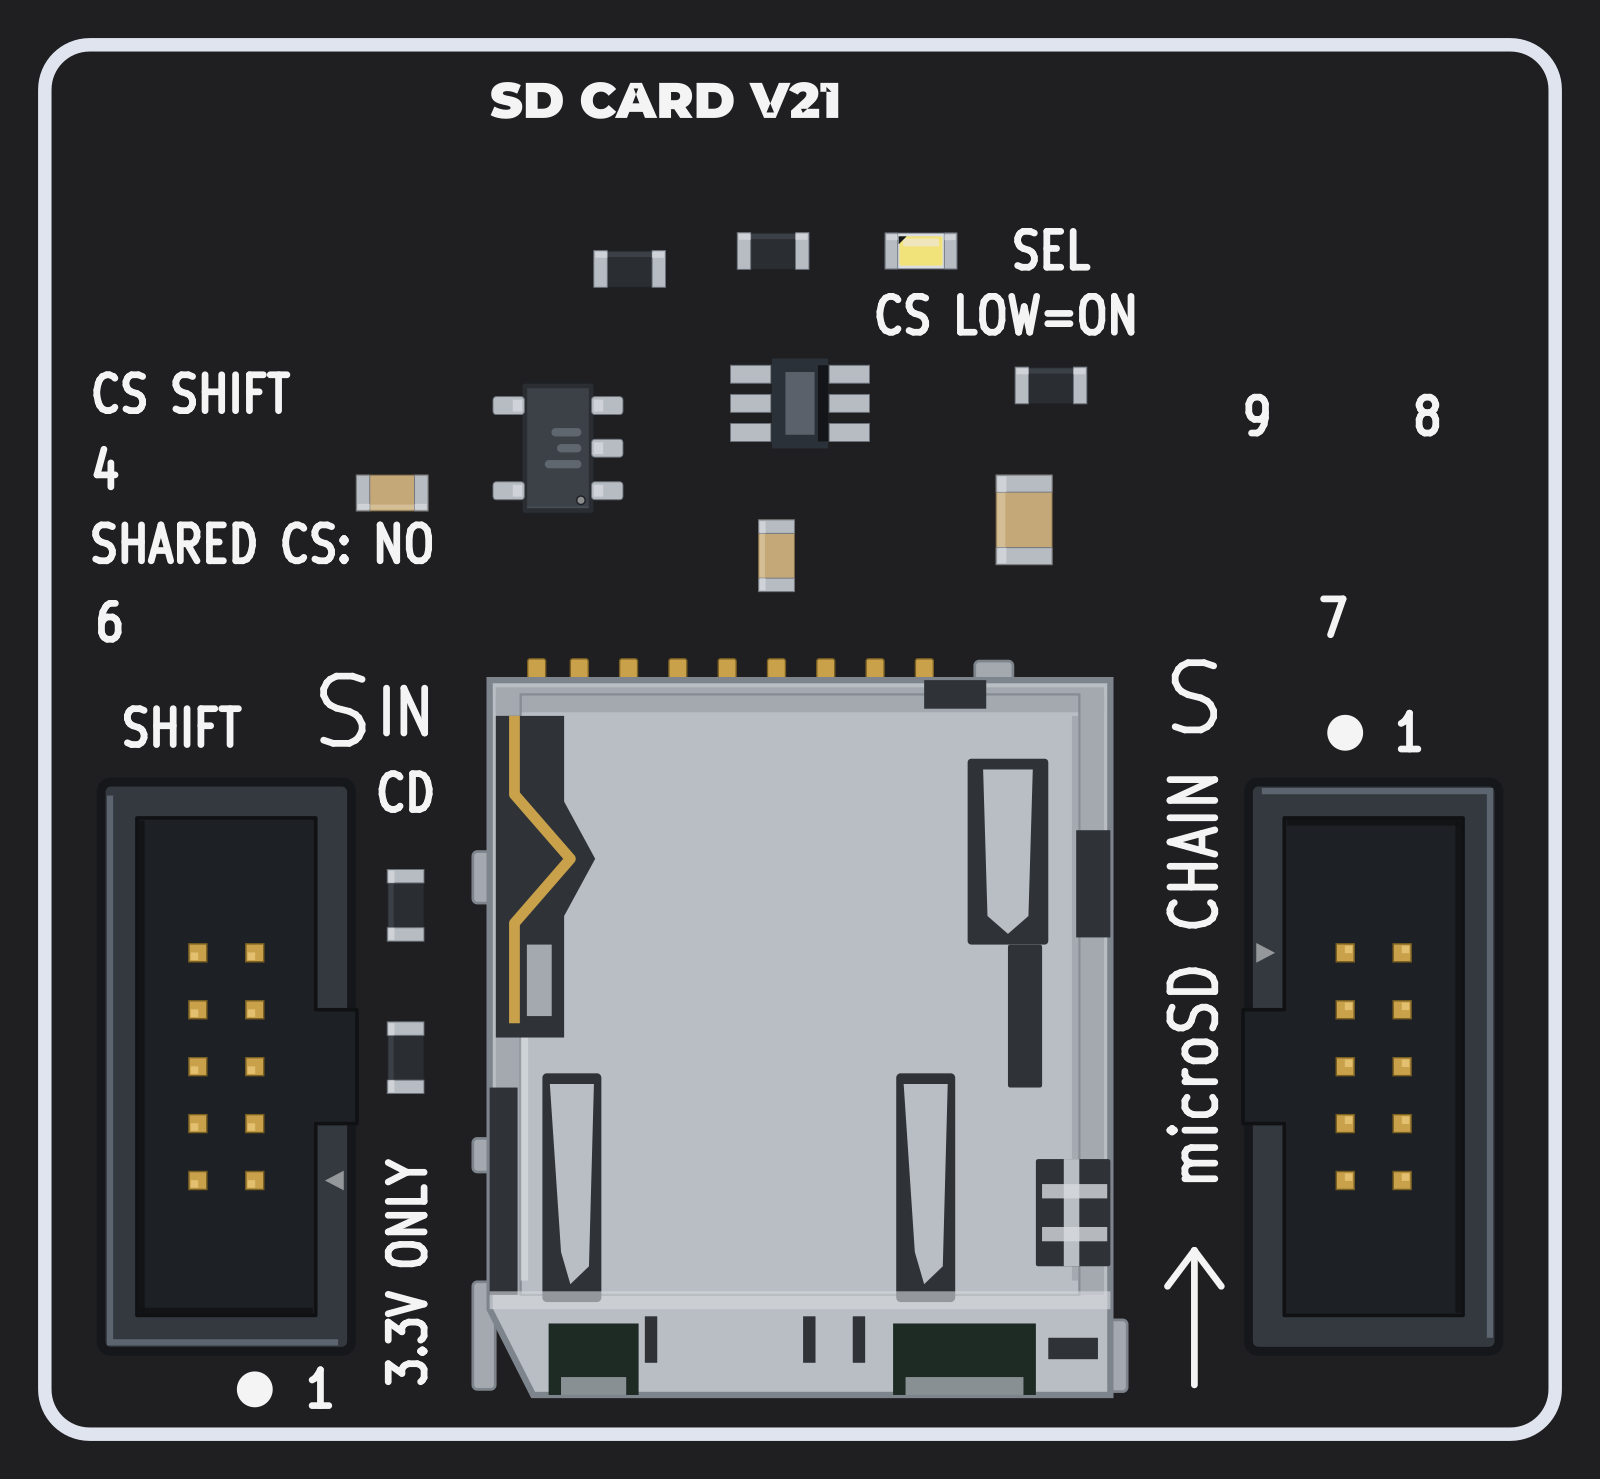 SD CARD V21
SEL
CS LOW=ON
CS SHIFT
4
SHARED CS: NO
6
9
8
7
S IN
SHIFT
CD
S
1
microSD CHAIN
3.3V ONLY
1